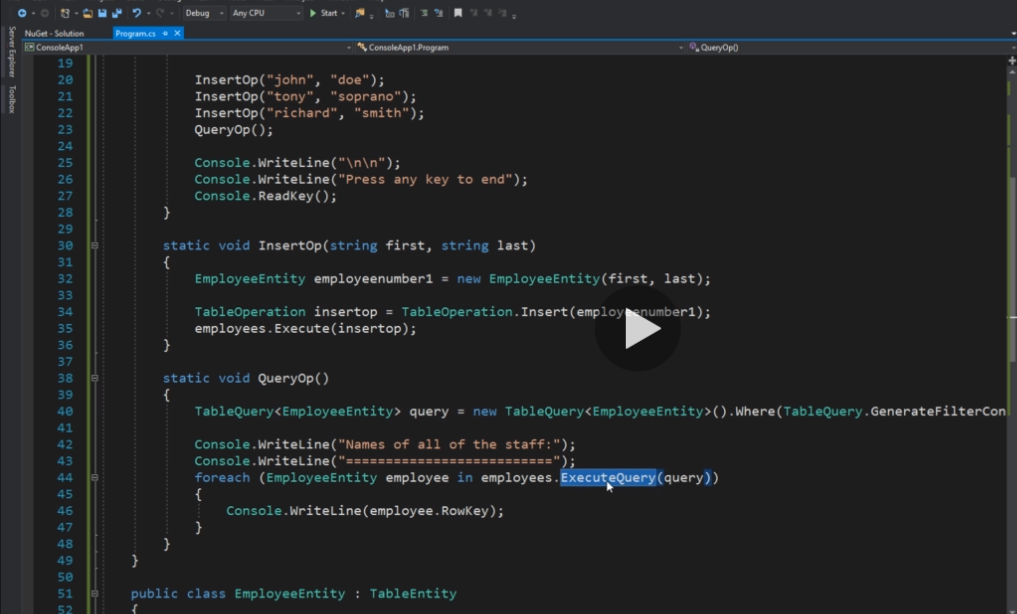 Debug Any CPU Start
NuGet - Solution Program.cs
Server Explorer
Toolbox
ConsoleApp1 ConsoleApp1.Program QueryOp()
19
20 InsertOp("john", "doe");
21 InsertOp("tony", "soprano");
22 InsertOp("richard", "smith");
23 QueryOp();
24
25 Console.WriteLine("\n\n");
26 Console.WriteLine("Press any key to end");
27 Console.ReadKey();
28 }
29
30 static void InsertOp(string first, string last)
31 {
32 EmployeeEntity employeenumber1 = new EmployeeEntity(first, last);
33
34 TableOperation insertop = TableOperation.Insert(employeenumber1);
35 employees.Execute(insertop);
36 }
37
38 static void QueryOp()
39 {
40 TableQuery<EmployeeEntity> query = new TableQuery<EmployeeEntity>().Where(TableQuery.GenerateFilterCon
41
42 Console.WriteLine("Names of all of the staff:");
43 Console.WriteLine("==========================");
44 foreach (EmployeeEntity employee in employees.ExecuteQuery(query))
45 {
46 Console.WriteLine(employee.RowKey);
47 }
48 }
49 }
50
51 public class EmployeeEntity : TableEntity
52 {